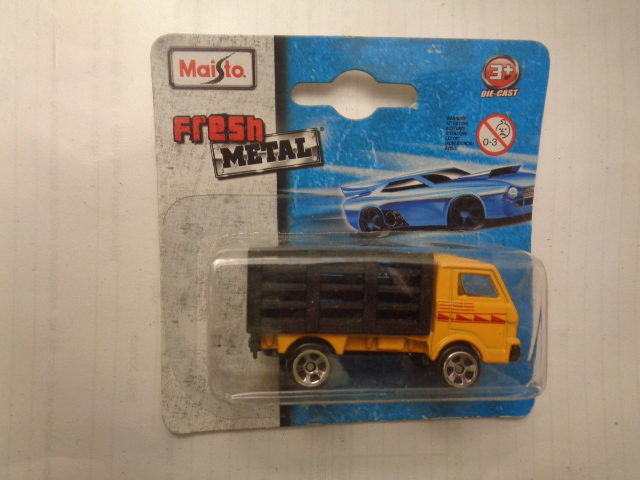 Maisto
3+
DIE-CAST
FRESH
METAL
0-3